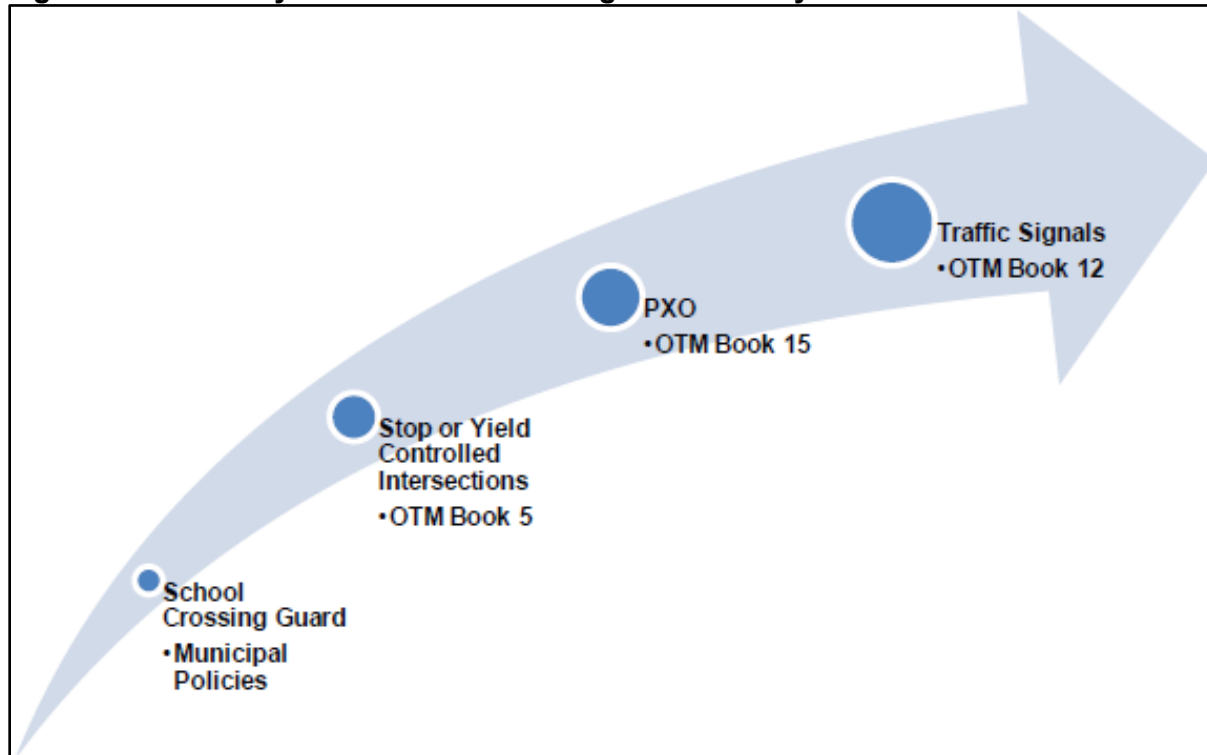 School
Crossing Guard
•Municipal
Policies
Stop or Yield
Controlled
Intersections
•OTM Book 5
PXO
•OTM Book 15
Traffic Signals
•OTM Book 12